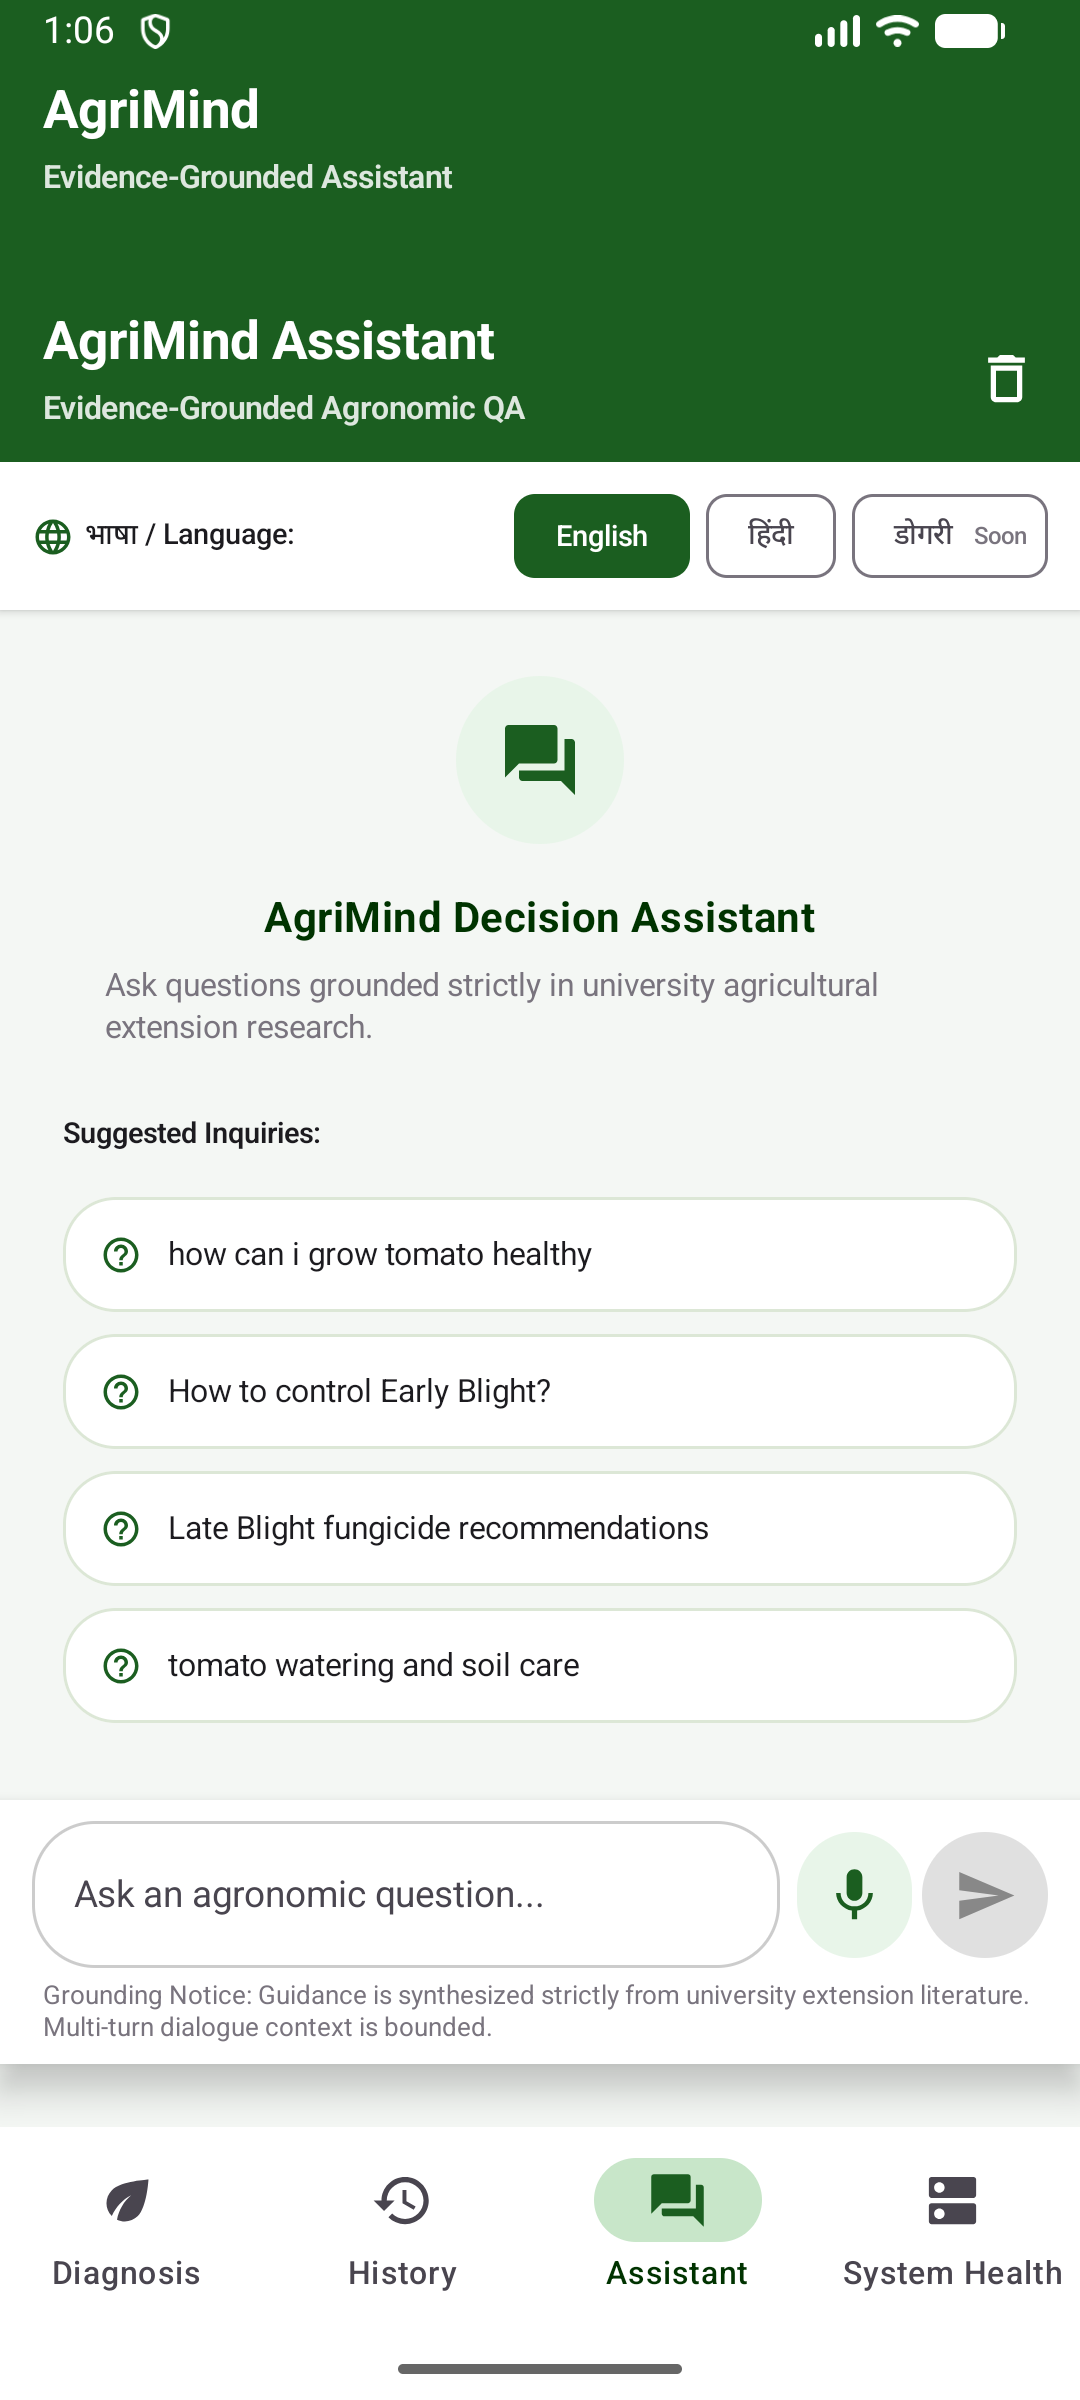 1:06
AgriMind
Evidence-Grounded Assistant
AgriMind Assistant
Evidence-Grounded Agronomic QA
भाषा / Language:
English
हिंदी
डोगरी Soon
AgriMind Decision Assistant
Ask questions grounded strictly in university agricultural
extension research.
Suggested Inquiries:
how can i grow tomato healthy
How to control Early Blight?
Late Blight fungicide recommendations
tomato watering and soil care
Ask an agronomic question...
Grounding Notice: Guidance is synthesized strictly from university extension literature.
Multi-turn dialogue context is bounded.
Diagnosis
History
Assistant
System Health